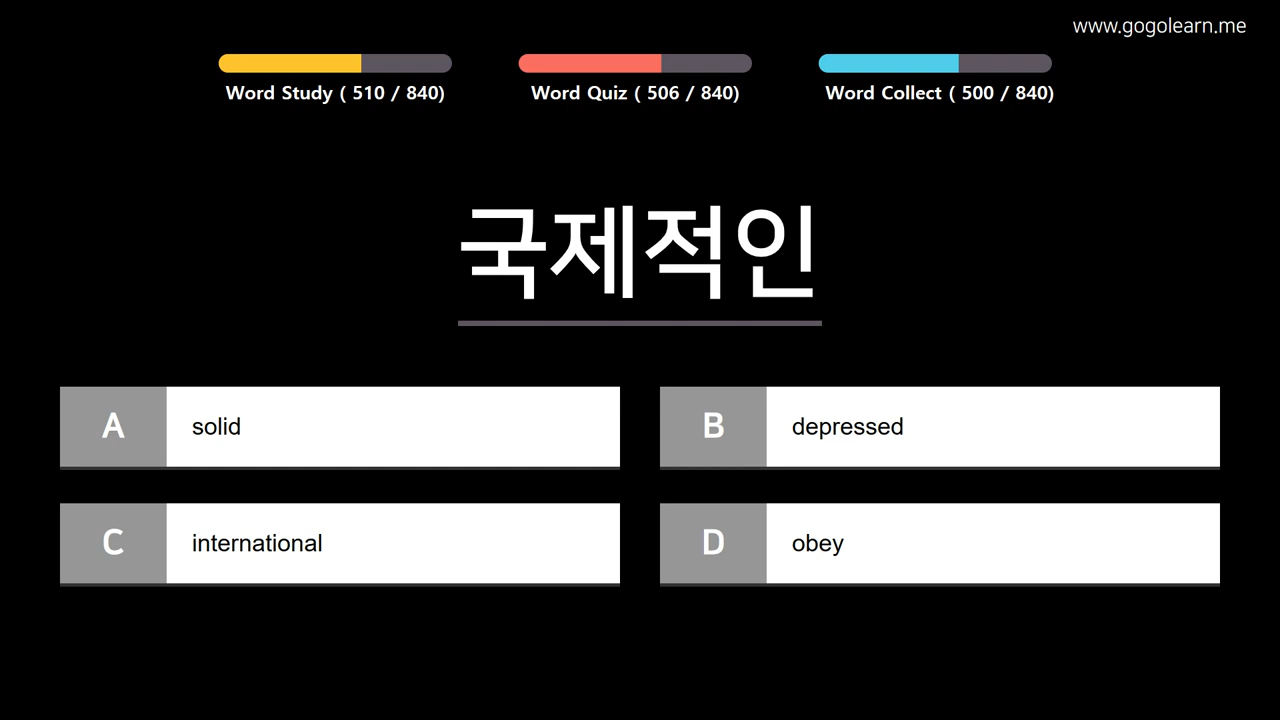 www.gogolearn.me
Word Study ( 510 / 840)
Word Quiz ( 506 / 840)
Word Collect ( 500 / 840)
국제적인
A solid
B depressed
C international
D obey